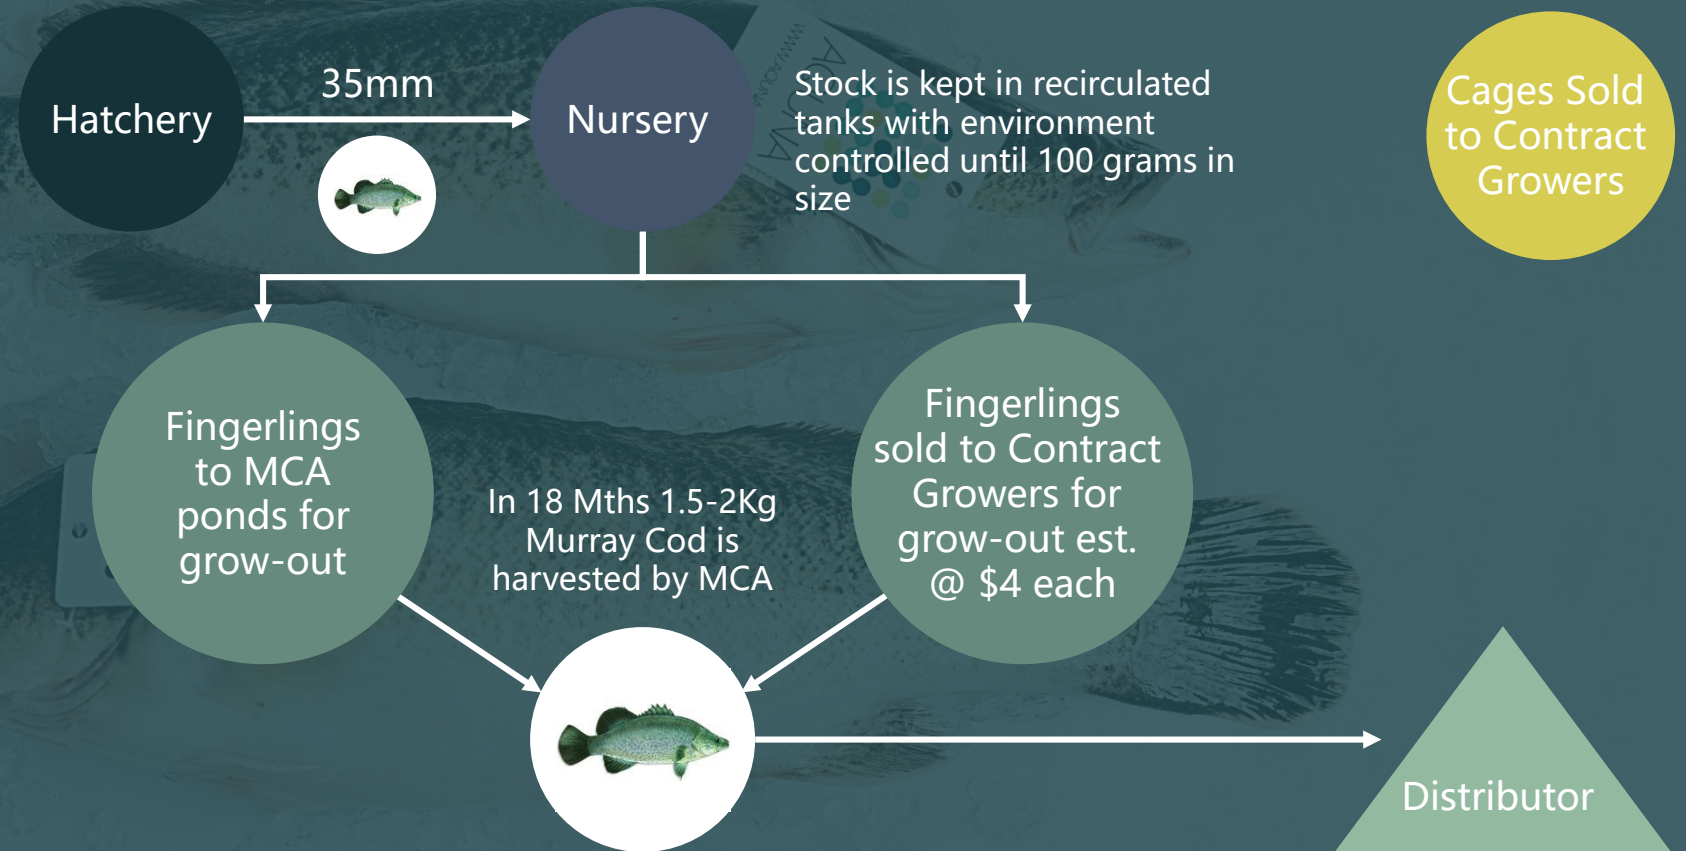 Hatchery
35mm
Nursery
Stock is kept in recirculated
tanks with environment
controlled until 100 grams in
size
Cages Sold
to Contract
Growers
Fingerlings
to MCA
ponds for
grow-out
In 18 Mths 1.5-2Kg
Murray Cod is
harvested by MCA
Fingerlings
sold to Contract
Growers for
grow-out est.
@ $4 each
Distributor
AQUNA